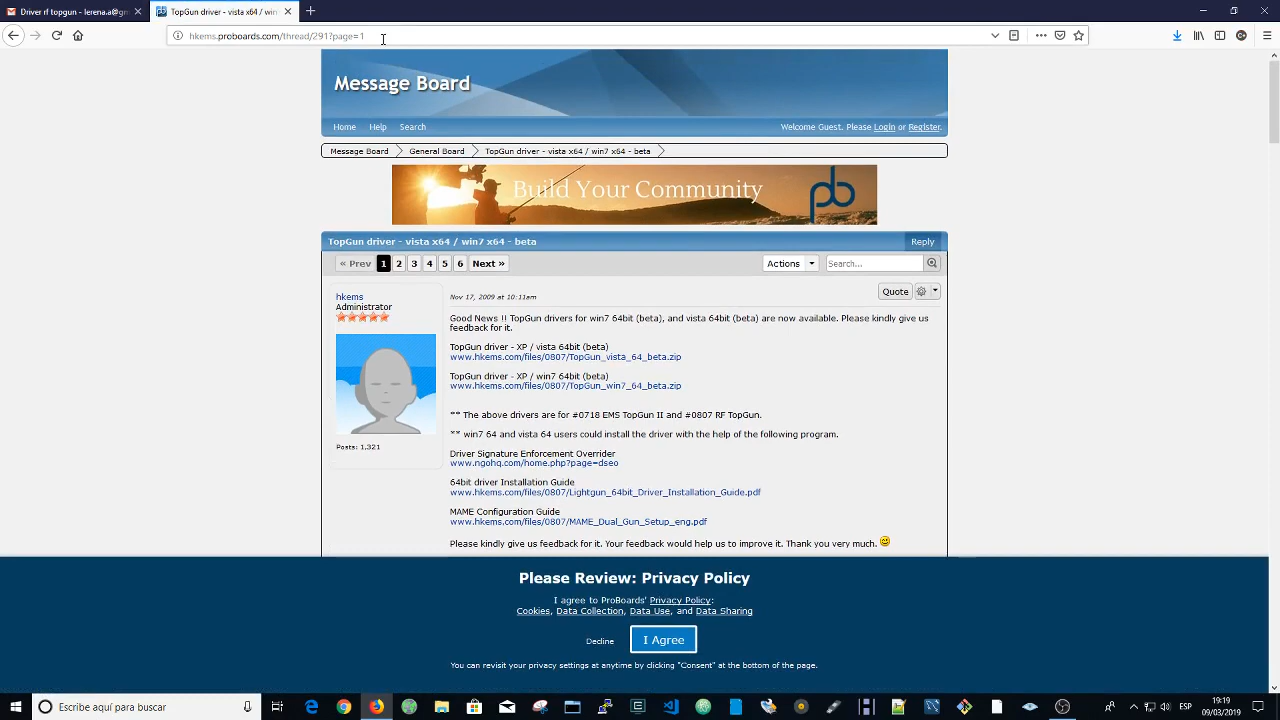 Driver rf topgun - lerena.a@gm
TopGun driver - vista x64 / win
hkems.proboards.com/thread/291?page=1
Message Board
Home Help Search
Welcome Guest. Please Login or Register.
Message Board General Board TopGun driver - vista x64 / win7 x64 - beta
Build Your Community
pb
TopGun driver - vista x64 / win7 x64 - beta
Reply
« Prev 1 2 3 4 5 6 Next »
Actions
Search...
hkems
Administrator
Posts: 1,321
Nov 17, 2009 at 10:11am
Quote
Good News !! TopGun drivers for win7 64bit (beta), and vista 64bit (beta) are now available. Please kindly give us
feedback for it.
TopGun driver - XP / vista 64bit (beta)
www.hkems.com/files/0807/TopGun_vista_64_beta.zip
TopGun driver - XP / win7 64bit (beta)
www.hkems.com/files/0807/TopGun_win7_64_beta.zip
** The above drivers are for #0718 EMS TopGun II and #0807 RF TopGun.
** win7 64 and vista 64 users could install the driver with the help of the following program.
Driver Signature Enforcement Overrider
www.ngohq.com/home.php?page=dseo
64bit driver Installation Guide
www.hkems.com/files/0807/Lightgun_64bit_Driver_Installation_Guide.pdf
MAME Configuration Guide
www.hkems.com/files/0807/MAME_Dual_Gun_Setup_eng.pdf
Please kindly give us feedback for it. Your feedback would help us to improve it. Thank you very much.
Please Review: Privacy Policy
I agree to ProBoards' Privacy Policy:
Cookies, Data Collection, Data Use, and Data Sharing
Decline
I Agree
You can revisit your privacy settings at anytime by clicking "Consent" at the bottom of the page.
Escribe aquí para buscar
ESP
19:19
09/03/2019